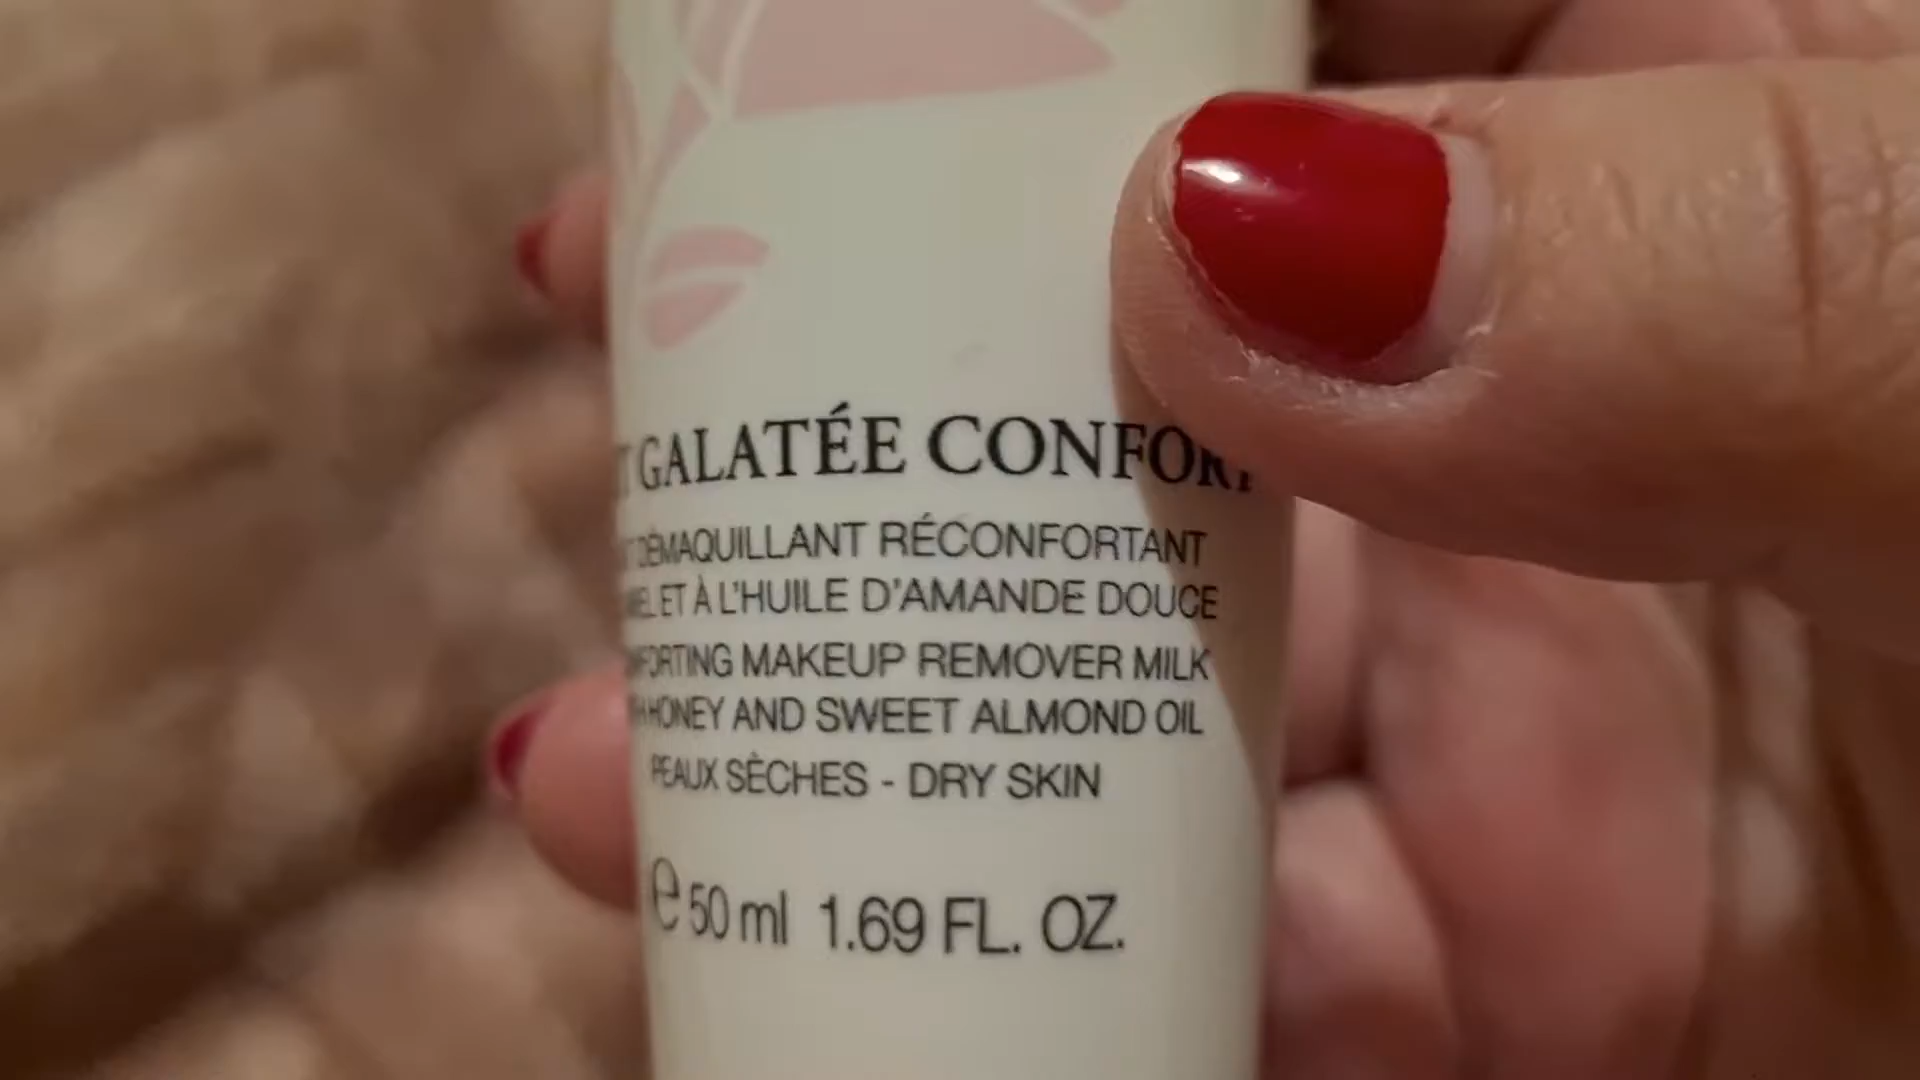 GALATÉE CONFORT
DÉMAQUILLANT RÉCONFORTANT
ET À L'HUILE D'AMANDE DOUCE
MAKEUP REMOVER MILK
HONEY AND SWEET ALMOND OIL
PEAUX SÈCHES - DRY SKIN
e 50 ml 1.69 FL. OZ.